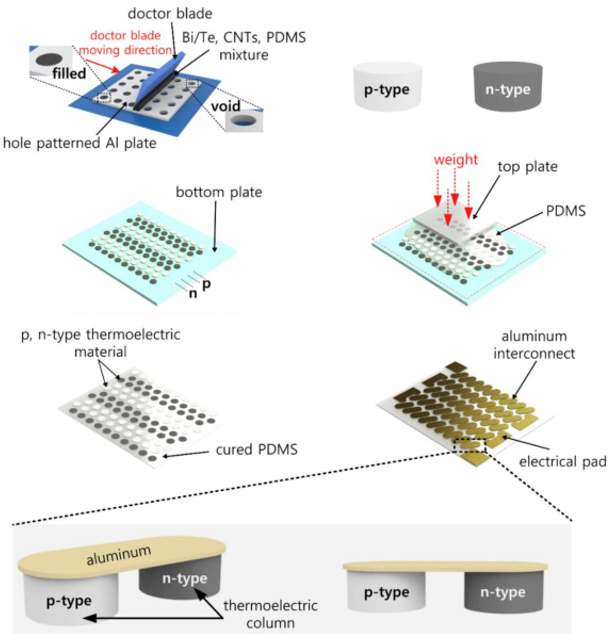 doctor blade
doctor blade
moving direction
Bi/Te, CNTs, PDMS
mixture
filled
void
hole patterned Al plate
p-type
n-type
bottom plate
p
n
weight
top plate
PDMS
p, n-type thermoelectric
material
cured PDMS
aluminum
interconnect
electrical pad
aluminum
n-type
p-type
thermoelectric
column
p-type
n-type